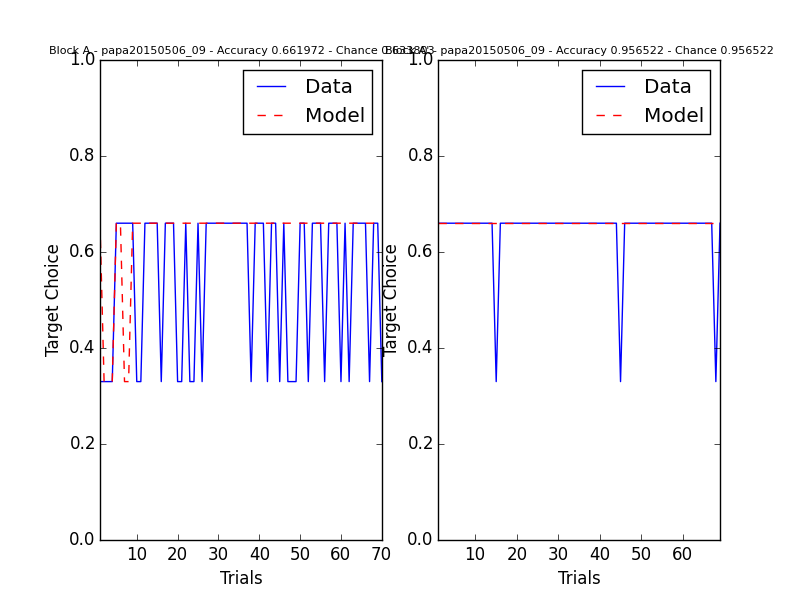 Block A - papa20150506_09 - Accuracy 0.661972 - Chance 0.633803
Data
Model
1.0
0.8
0.6
0.4
0.2
0.0
Target Choice
10 20 30 40 50 60 70
Trials
- papa20150506_09 - Accuracy 0.956522 - Chance 0.956522
Data
Model
1.0
0.8
0.6
0.4
0.2
0.0
Target Choice
10 20 30 40 50 60
Trials